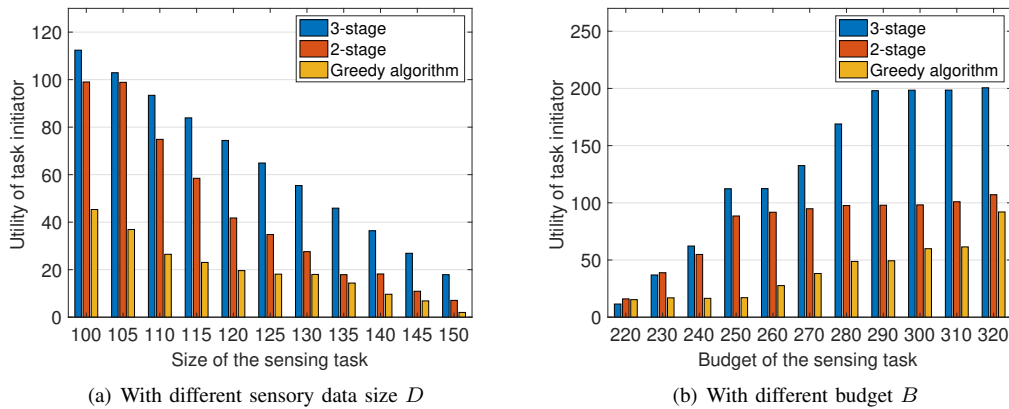 120
100
80
60
40
20
0
Utility of task initiator
3-stage
2-stage
Greedy algorithm
100 105 110 115 120 125 130 135 140 145 150
Size of the sensing task
(a) With different sensory data size D
250
200
150
100
50
0
Utility of task initiator
3-stage
2-stage
Greedy algorithm
220 230 240 250 260 270 280 290 300 310 320
Budget of the sensing task
(b) With different budget B